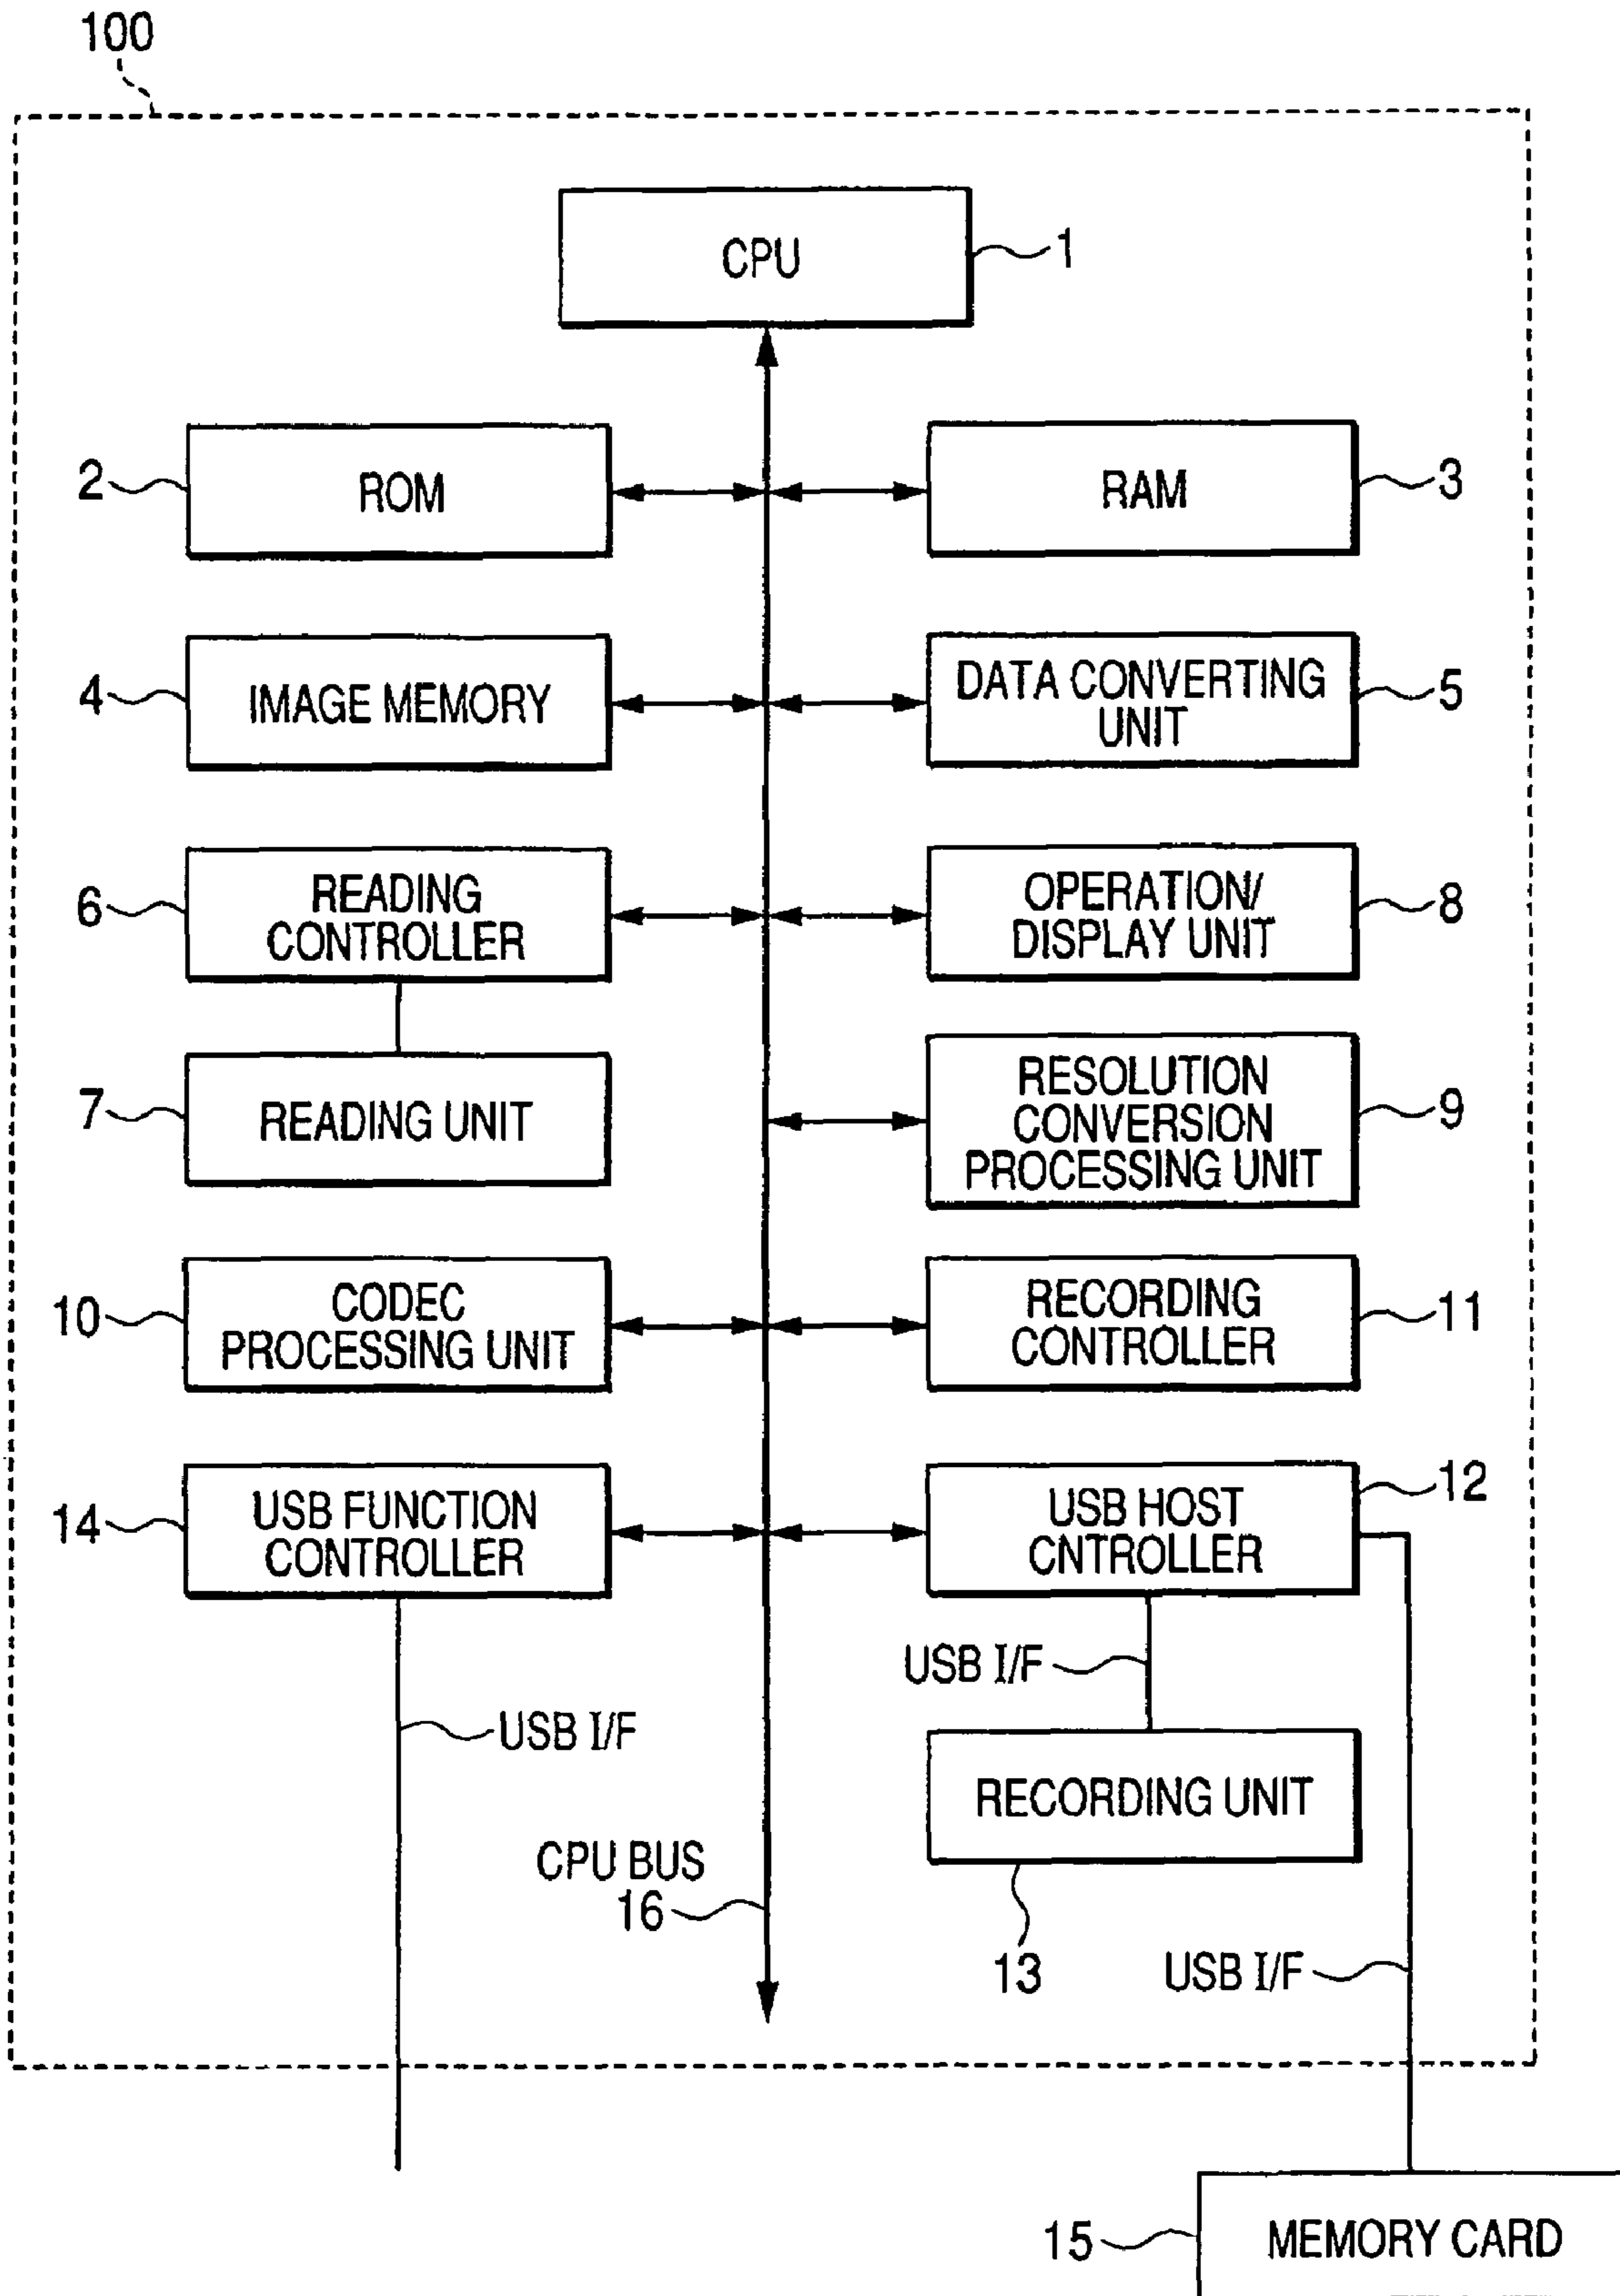 100
CPU
1
2
ROM
RAM
3
4
IMAGE MEMORY
DATA CONVERTING
UNIT
5
6
READING
CONTROLLER
OPERATION/
DISPLAY UNIT
8
7
READING UNIT
RESOLUTION
CONVERSION
PROCESSING UNIT
9
10
CODEC
PROCESSING UNIT
RECORDING
CONTROLLER
11
14
USB FUNCTION
CONTROLLER
USB HOST
CNTROLLER
12
USB I/F
USB I/F
RECORDING UNIT
CPU BUS
16
13
USB I/F
15
MEMORY CARD